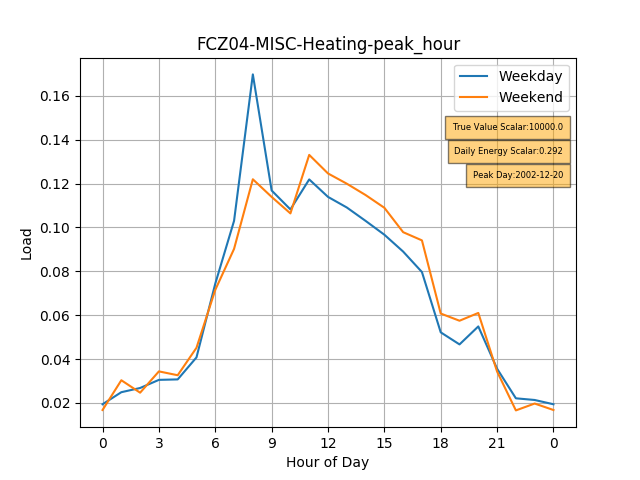 FCZ04-MISC-Heating-peak_hour
Weekday
Weekend
True Value Scalar:10000.0
Daily Energy Scalar:0.292
Peak Day:2002-12-20
Load
0.16
0.14
0.12
0.10
0.08
0.06
0.04
0.02
0 3 6 9 12 15 18 21 0
Hour of Day